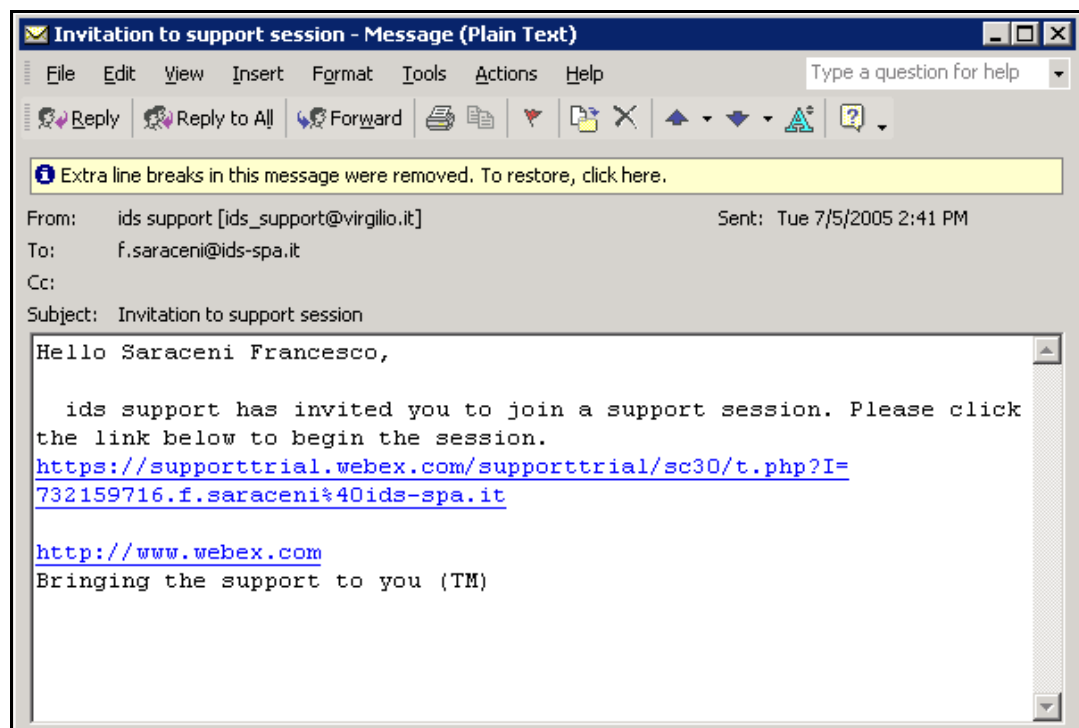 Invitation to support session - Message (Plain Text)
File Edit View Insert Format Tools Actions Help Type a question for help
Reply Reply to All Forward
Extra line breaks in this message were removed. To restore, click here.
From: ids support [ids_support@virgilio.it] Sent: Tue 7/5/2005 2:41 PM
To: f.saraceni@ids-spa.it
Cc:
Subject: Invitation to support session
Hello Saraceni Francesco,
ids support has invited you to join a support session. Please click
the link below to begin the session.
https://supporttrial.webex.com/supporttrial/sc30/t.php?I=
732159716.f.saraceni%40ids-spa.it
http://www.webex.com
Bringing the support to you (TM)